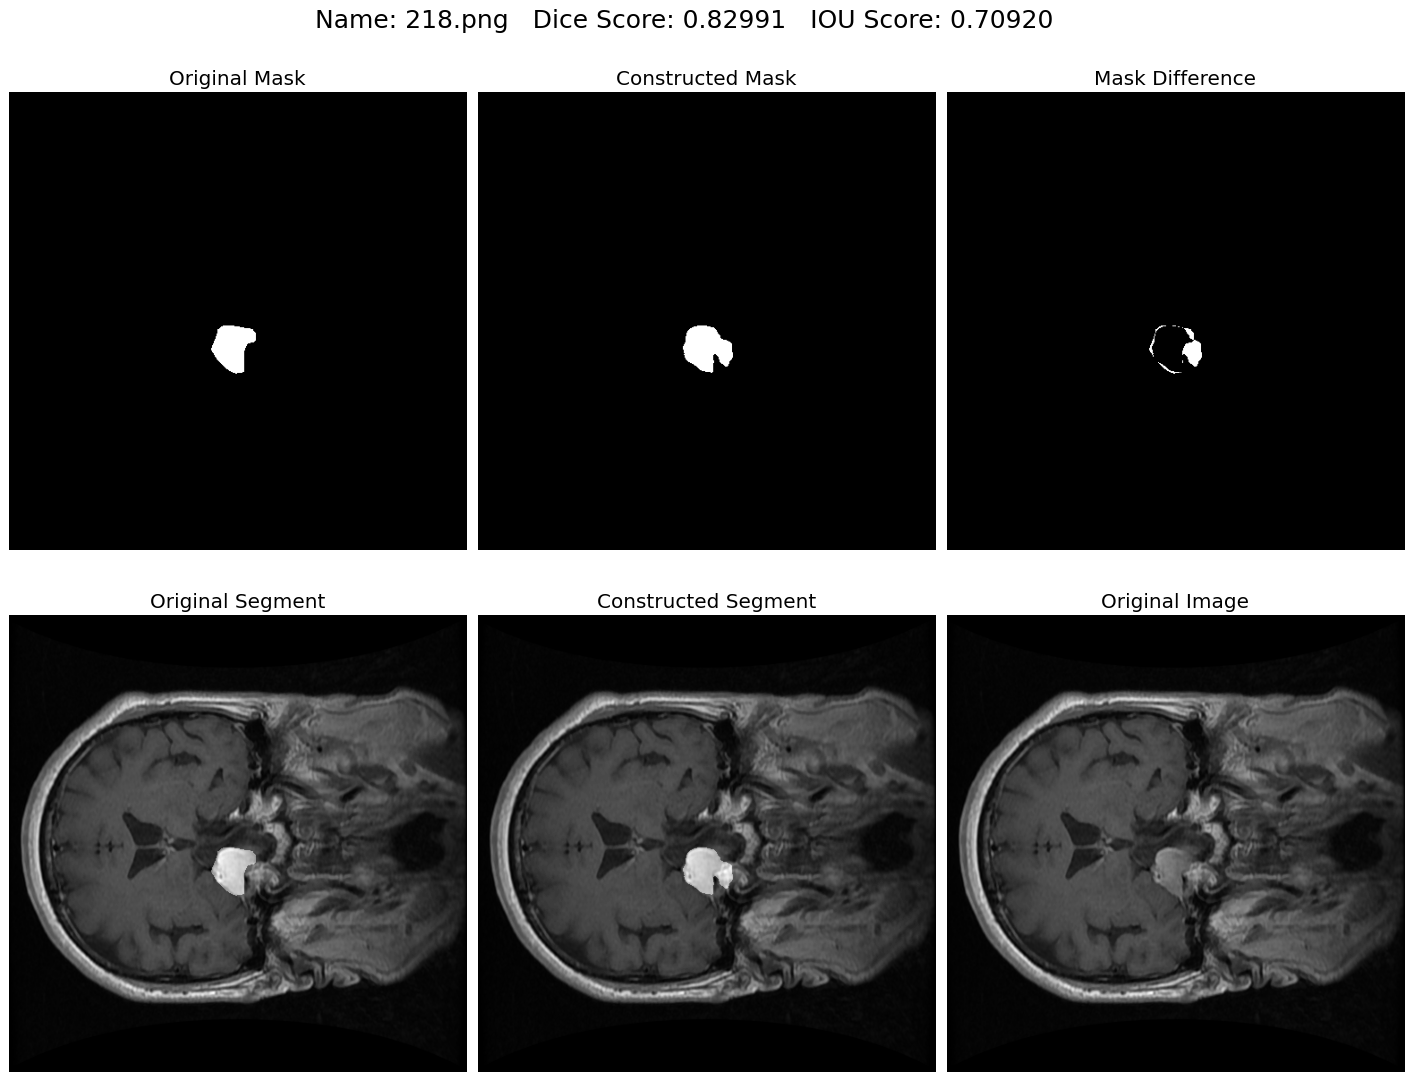 Name: 218.png   Dice Score: 0.82991   IOU Score: 0.70920
Original Mask
Constructed Mask
Mask Difference
Original Segment
Constructed Segment
Original Image